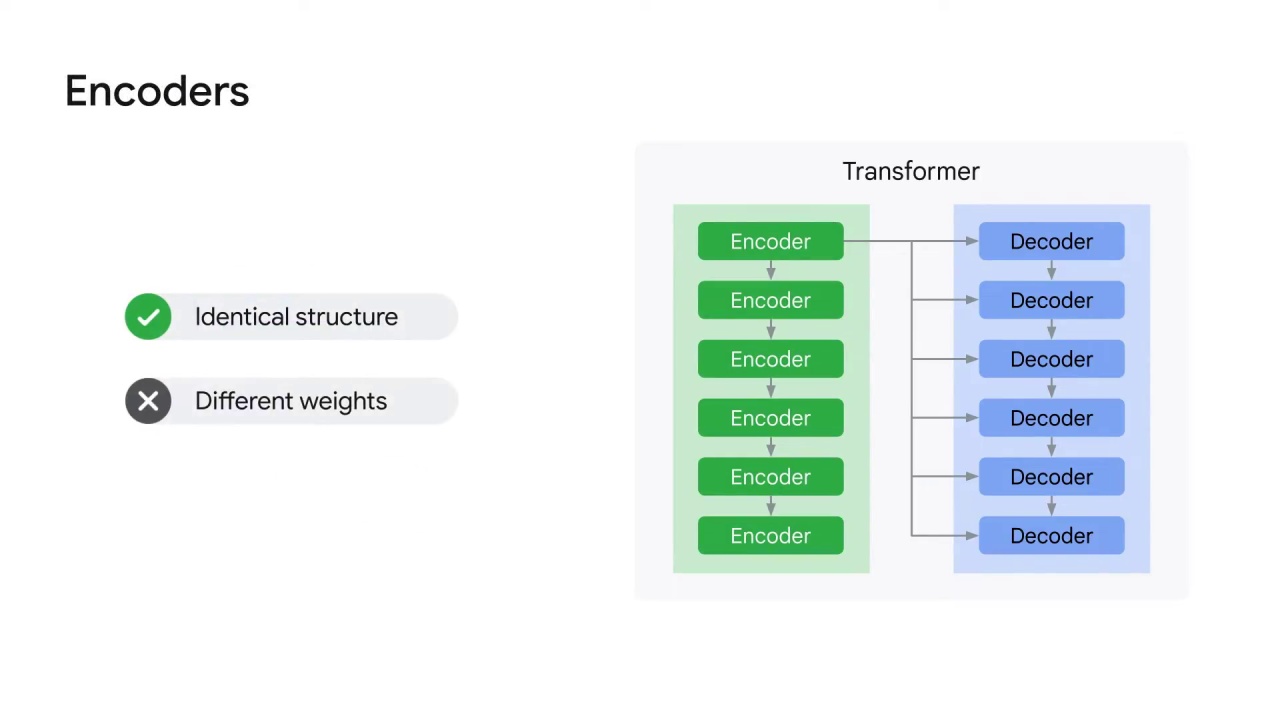 Encoders
Identical structure
Different weights
Transformer
Encoder
Encoder
Encoder
Encoder
Encoder
Encoder
Decoder
Decoder
Decoder
Decoder
Decoder
Decoder